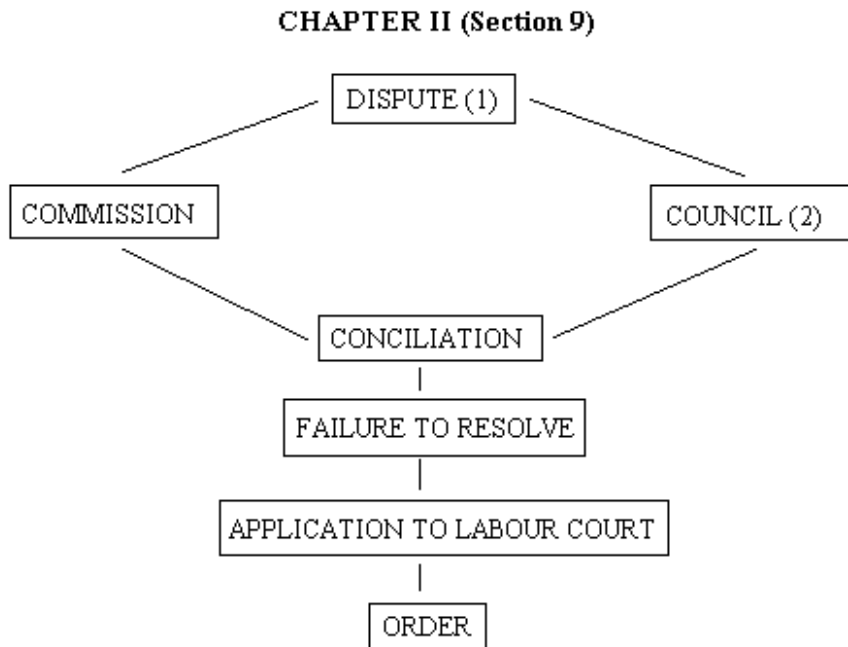 CHAPTER II (Section 9)
DISPUTE (1)
COMMISSION
COUNCIL (2)
CONCILIATION
FAILURE TO RESOLVE
APPLICATION TO LABOUR COURT
ORDER